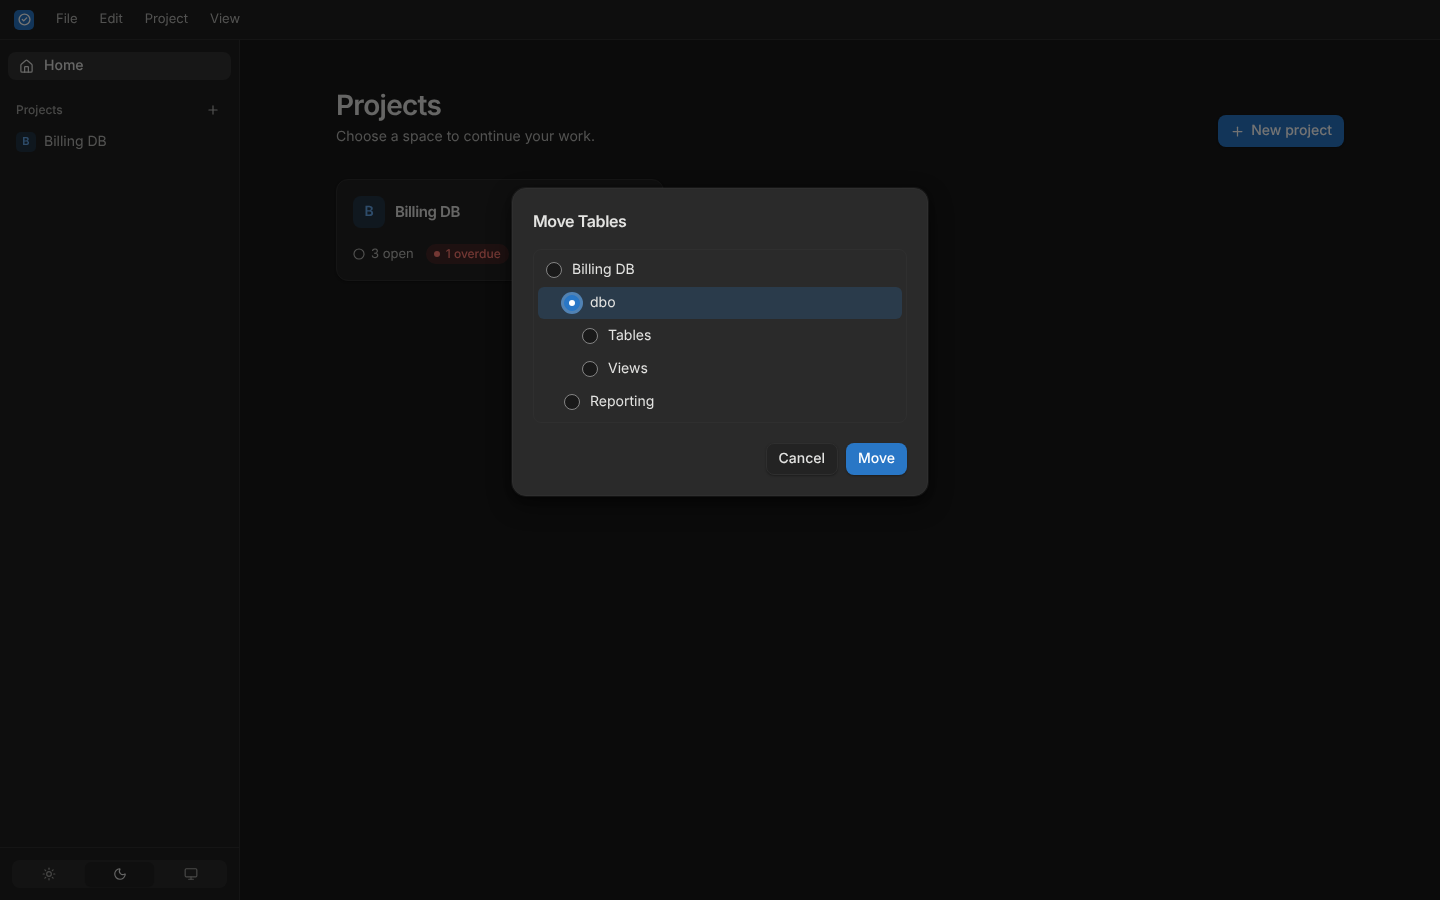 File Edit Project View
Home
Projects
B Billing DB
Projects
Choose a space to continue your work.
New project
B Billing DB
3 open 1 overdue
Move Tables
Billing DB
dbo
Tables
Views
Reporting
Cancel Move